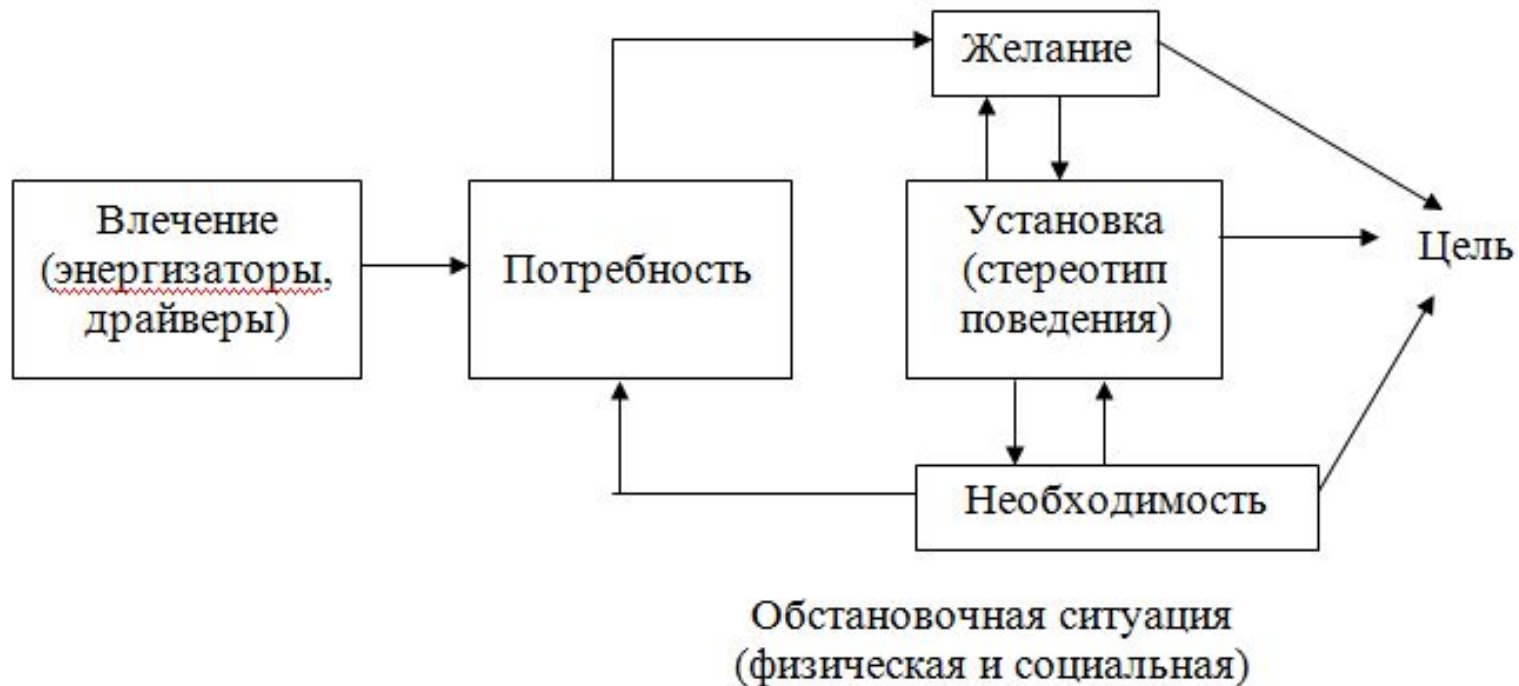 Желание
Влечение
(энергизаторы,
драйверы)
Потребность
Установка
(стереотип
поведения)
Цель
Необходимость
Обстановочная ситуация
(физическая и социальная)